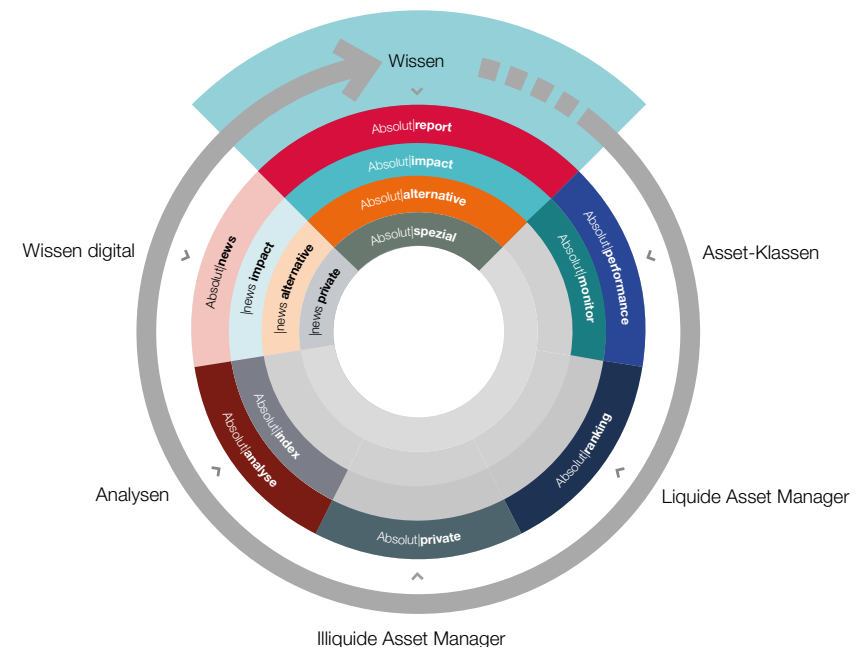 Wissen
Absolut|report
Absolut|impact
Absolut|alternative
Absolut|spezial
Wissen digital
Absolut|news
|news impact
|news alternative
|news private
Asset-Klassen
Absolut|performance
Absolut|monitor
Analysen
Absolut|analyse
Absolut|index
Liquide Asset Manager
Absolut|ranking
Absolut|private
Illiquide Asset Manager